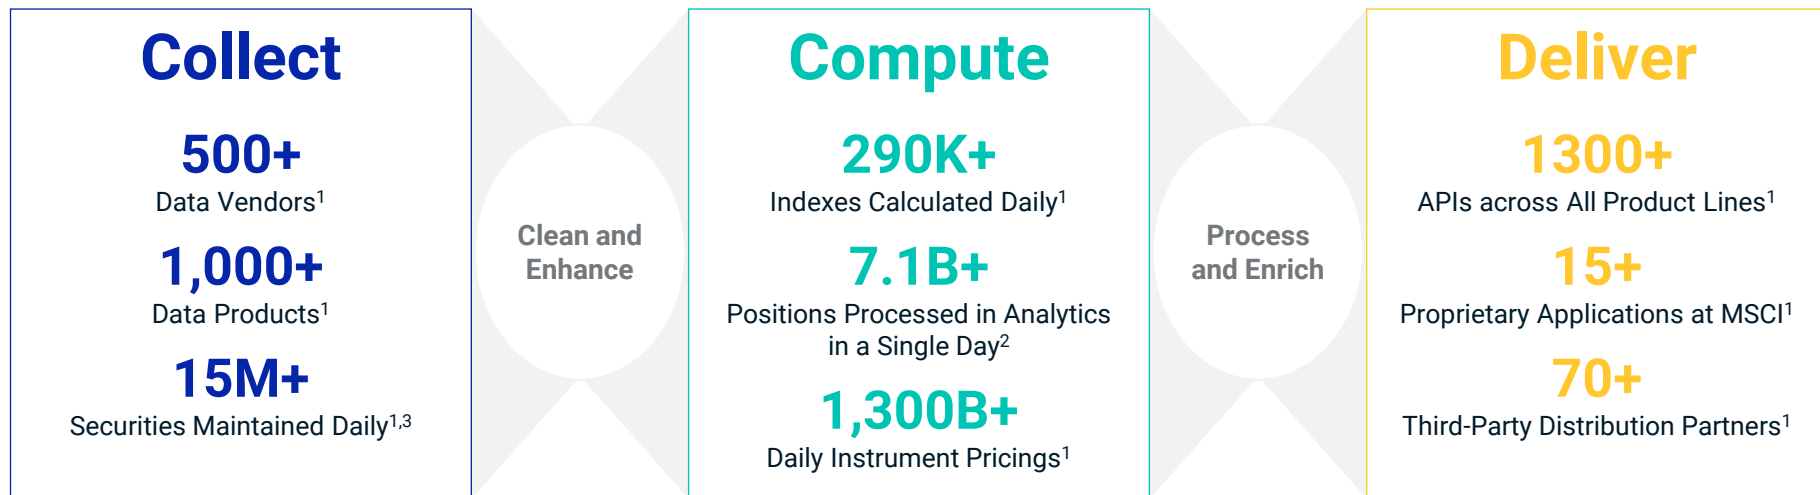 Collect
500+
Data Vendors¹
1,000+
Data Products¹
15M+
Securities Maintained Daily¹,³
Clean and
Enhance
Compute
290K+
Indexes Calculated Daily¹
7.1B+
Positions Processed in Analytics
in a Single Day²
1,300B+
Daily Instrument Pricings¹
Process
and Enrich
Deliver
1300+
APIs across All Product Lines¹
15+
Proprietary Applications at MSCI¹
70+
Third-Party Distribution Partners¹